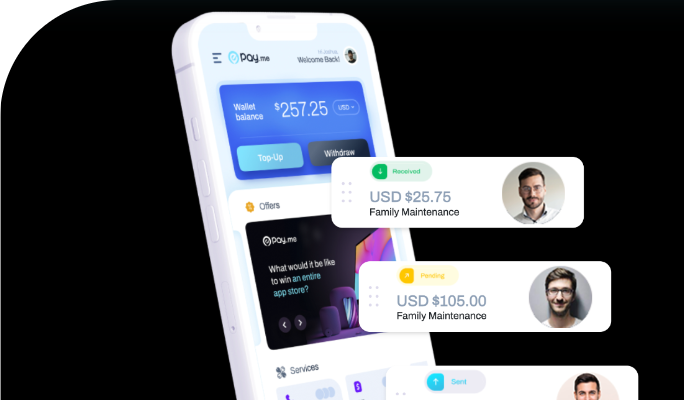 Pay.me
Welcome Back!
Wallet
balance
$257.25
USD
Top-Up
Withdraw
Received
USD $25.75
Family Maintenance
Offers
Pay.me
What would it be like
to win an entire
app store?
Pending
USD $105.00
Family Maintenance
Services
Sent